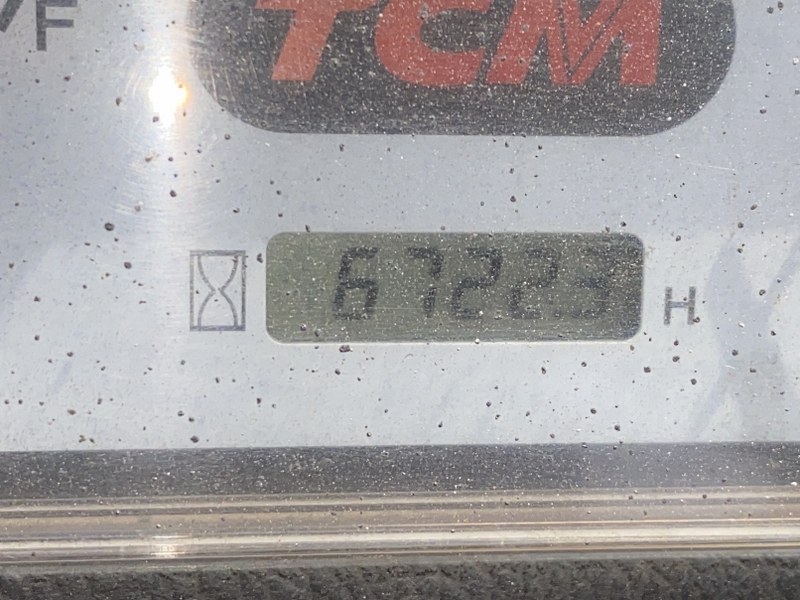 /F
TCM
6722.3 H